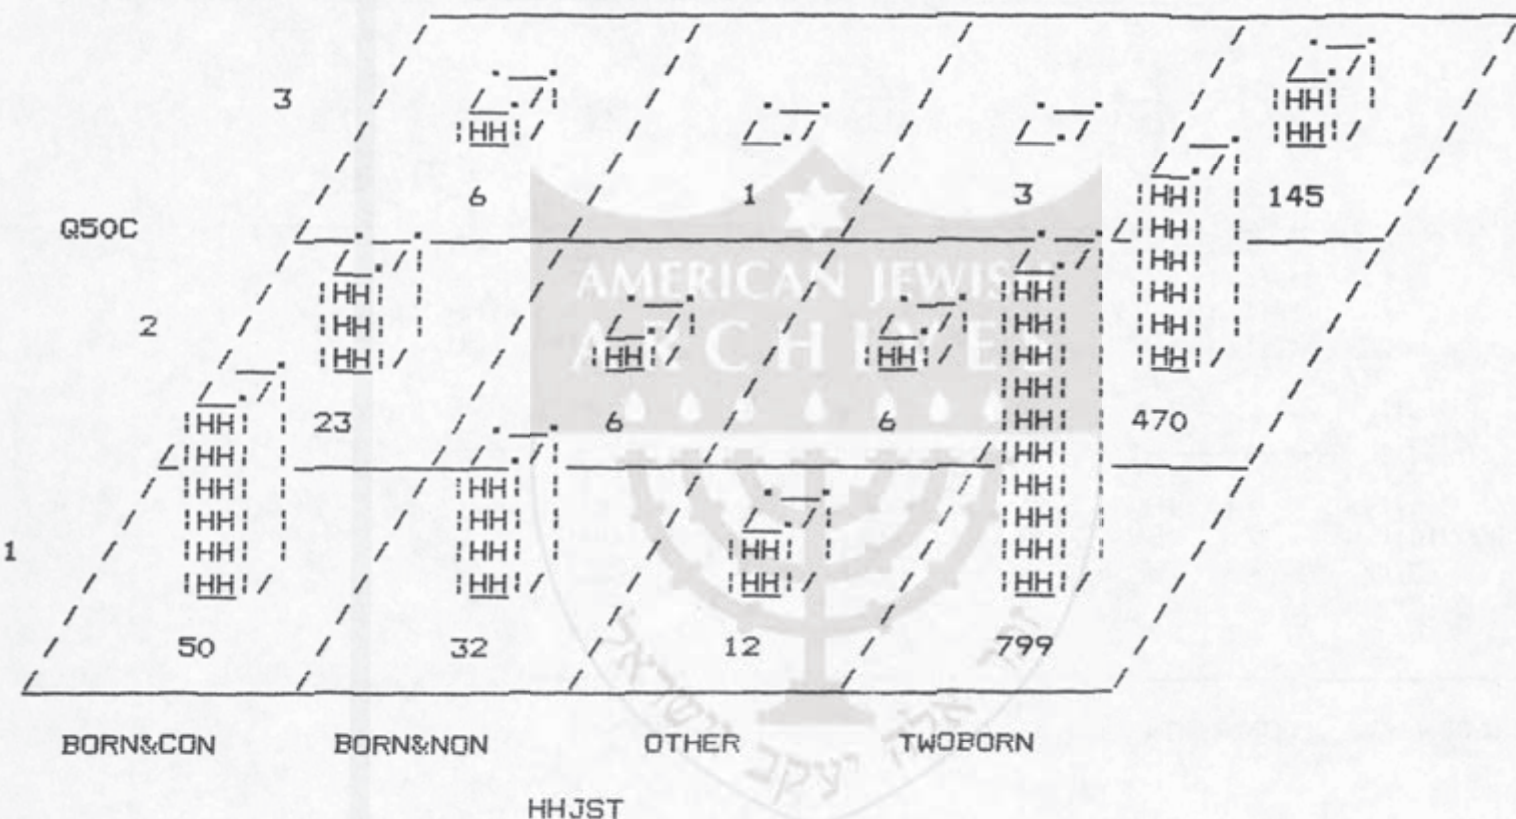 3
6 1 3 145
Q50C
2
23 6 6 470
1
50 32 12 799
BORN&CON BORN&NON OTHER TWOBORN
HHJST
AMERICAN JEWISH
ARCHIVES